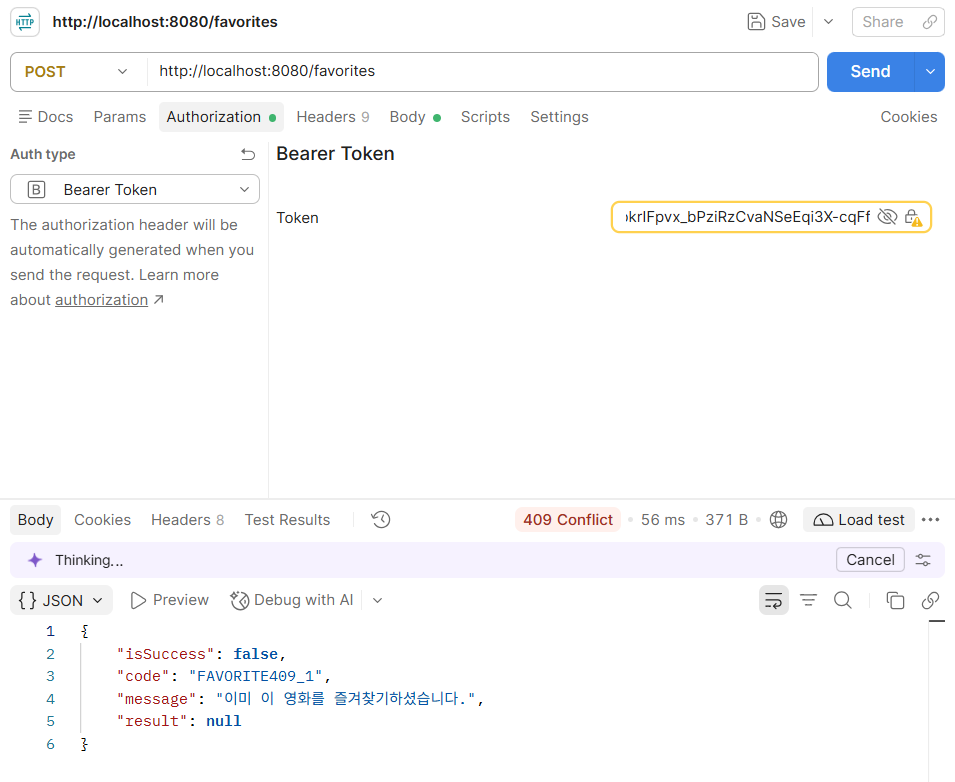 HTTP http://localhost:8080/favorites Save Share
POST http://localhost:8080/favorites Send
Docs Params Authorization Headers 9 Body Scripts Settings Cookies
Auth type
B Bearer Token
The authorization header will be
automatically generated when you
send the request. Learn more
about authorization ↗
Bearer Token
Token krIFpvx_bPziRzCvaNSeEqi3X-cqFf
Body Cookies Headers 8 Test Results 409 Conflict • 56 ms • 371 B • Load test
Thinking... Cancel
{} JSON Preview Debug with AI
1 {
2 "isSuccess": false,
3 "code": "FAVORITE409_1",
4 "message": "이미 이 영화를 즐겨찾기하셨습니다.",
5 "result": null
6 }